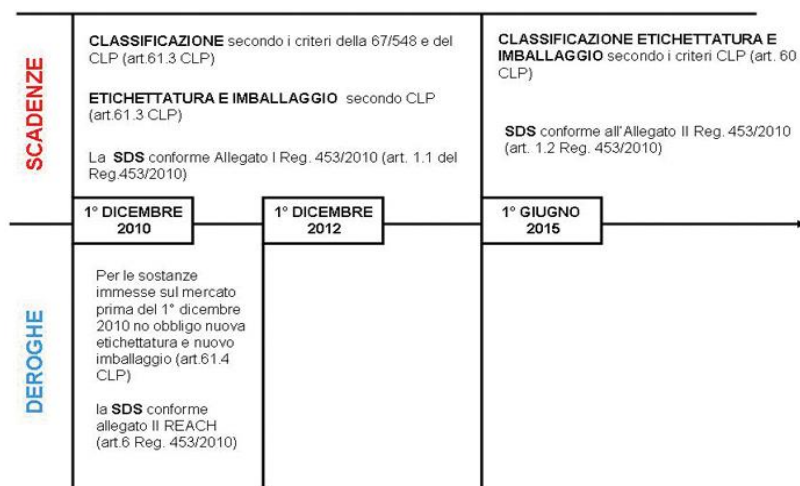 SCADENZE
CLASSIFICAZIONE secondo i criteri della 67/548 e del
CLP (art.61.3 CLP)
ETICHETTATURA E IMBALLAGGIO secondo CLP
(art.61.3 CLP)
La SDS conforme Allegato I Reg. 453/2010 (art. 1.1 del
Reg.453/2010)
CLASSIFICAZIONE ETICHETTATURA E
IMBALLAGGIO secondo i criteri CLP (art. 60
CLP)
SDS conforme all'Allegato II Reg. 453/2010
(art. 1.2 Reg. 453/2010)
1° DICEMBRE
2010
1° DICEMBRE
2012
1° GIUGNO
2015
DEROGHE
Per le sostanze
immesse sul mercato
prima del 1° dicembre
2010 no obbligo nuova
etichettatura e nuovo
imballaggio (art.61.4
CLP)
la SDS conforme
allegato II REACH
(art.6 Reg. 453/2010)